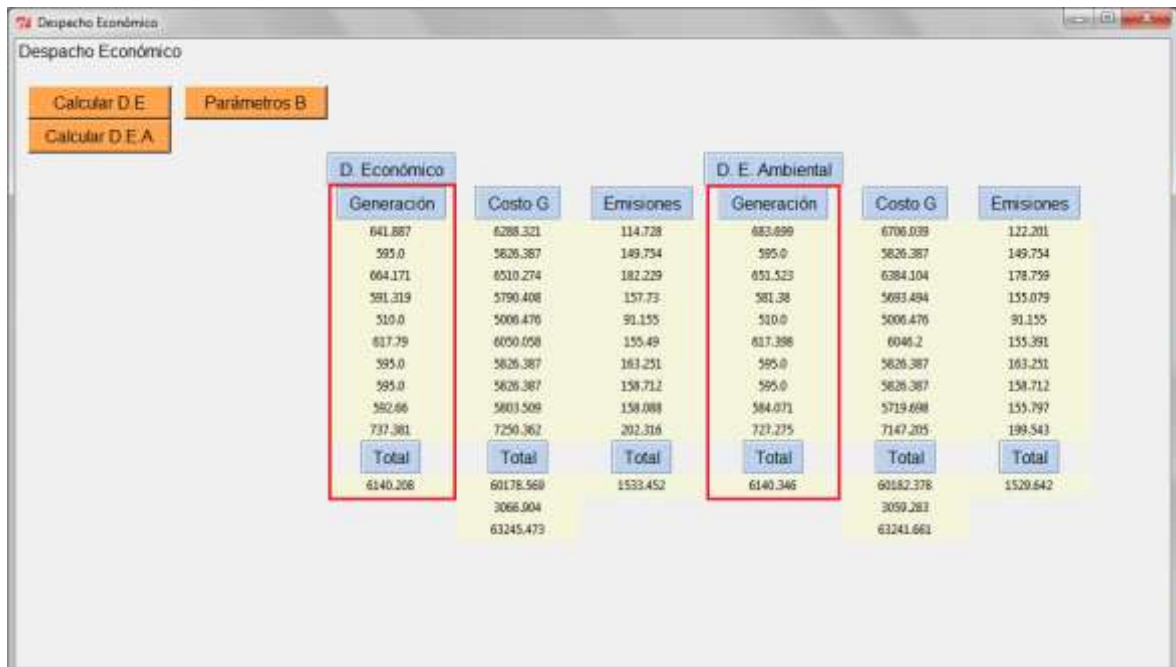 Despacho Económico
Despacho Económico
Calcular D.E Parámetros B
Calcular D.E.A
D. Económico D. E. Ambiental
Generación Costo G Emisiones Generación Costo G Emisiones
641.887 6288.321 114.728 683.699 6706.039 122.201
595.0 5826.387 149.754 595.0 5826.387 149.754
664.171 6510.274 182.229 651.523 6384.104 178.759
591.319 5790.408 157.73 581.38 5693.494 155.079
510.0 5006.476 91.155 510.0 5006.476 91.155
617.79 6050.058 155.49 617.398 6046.2 155.391
595.0 5826.387 163.251 595.0 5826.387 163.251
595.0 5826.387 158.712 595.0 5826.387 158.712
592.66 5803.509 158.088 584.071 5719.698 155.797
737.381 7250.362 202.316 727.275 7147.205 199.543
Total Total Total Total Total Total
6140.208 60178.569 1533.452 6140.346 60182.378 1529.642
3066.904 3059.283
63245.473 63241.661